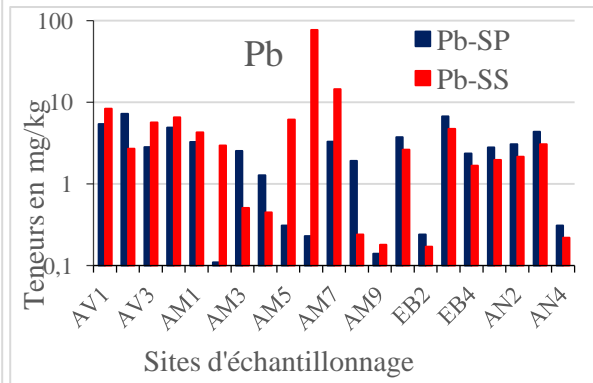 100
10
1
0,1
Teneurs en mg/kg
Pb
Pb-SP
Pb-SS
AV1
AV3
AM1
AM3
AM5
AM7
AM9
EB2
EB4
AN2
AN4
Sites d'échantillonnage